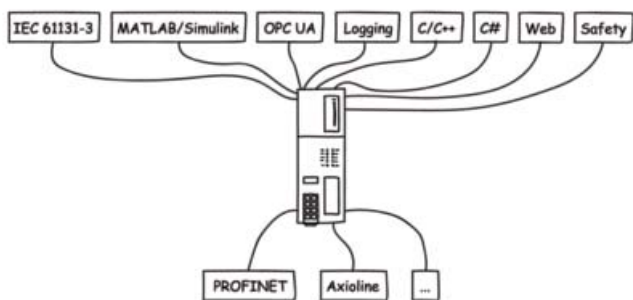 IEC 61131-3
MATLAB/Simulink
OPC UA
Logging
C/C++
C#
Web
Safety
PROFINET
Axioline
...